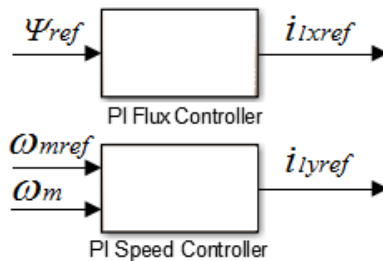 Ψref i1xref
PI Flux Controller
ωmref i1yref
ωm
PI Speed Controller